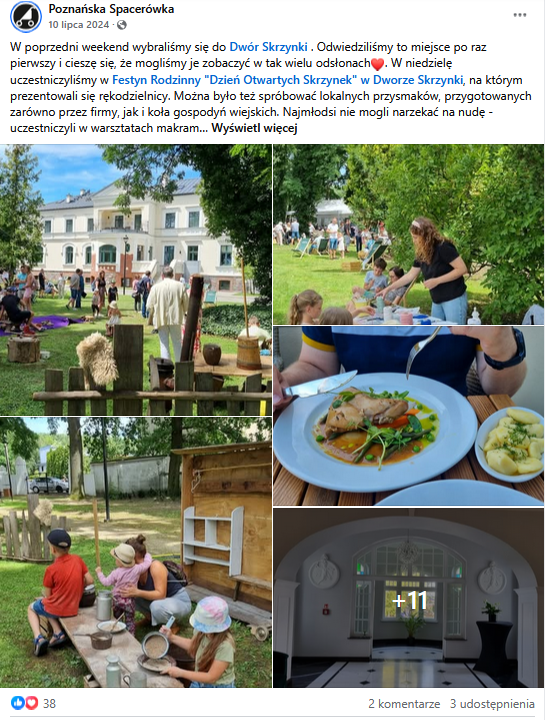 Poznańska Spacerówka
10 lipca 2024 ·
W poprzedni weekend wybraliśmy się do Dwór Skrzynki . Odwiedziliśmy to miejsce po raz
pierwszy i cieszę się, że mogliśmy je zobaczyć w tak wielu odsłonach❤️. W niedzielę
uczestniczyliśmy w Festyn Rodzinny "Dzień Otwartych Skrzynek" w Dworze Skrzynki, na którym
prezentowali się rękodzielnicy. Można było też spróbować lokalnych przysmaków, przygotowanych
zarówno przez firmy, jak i koła gospodyń wiejskich. Najmłodsi nie mogli narzekać na nudę -
uczestniczyli w warsztatach makram... Wyświetl więcej
+11
38
2 komentarze 3 udostępnienia